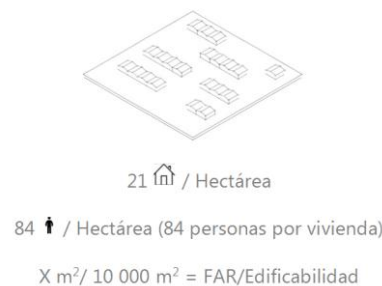 21 / Hectárea
84 / Hectárea (84 personas por vivienda)
X m²/ 10 000 m² = FAR/Edificabilidad